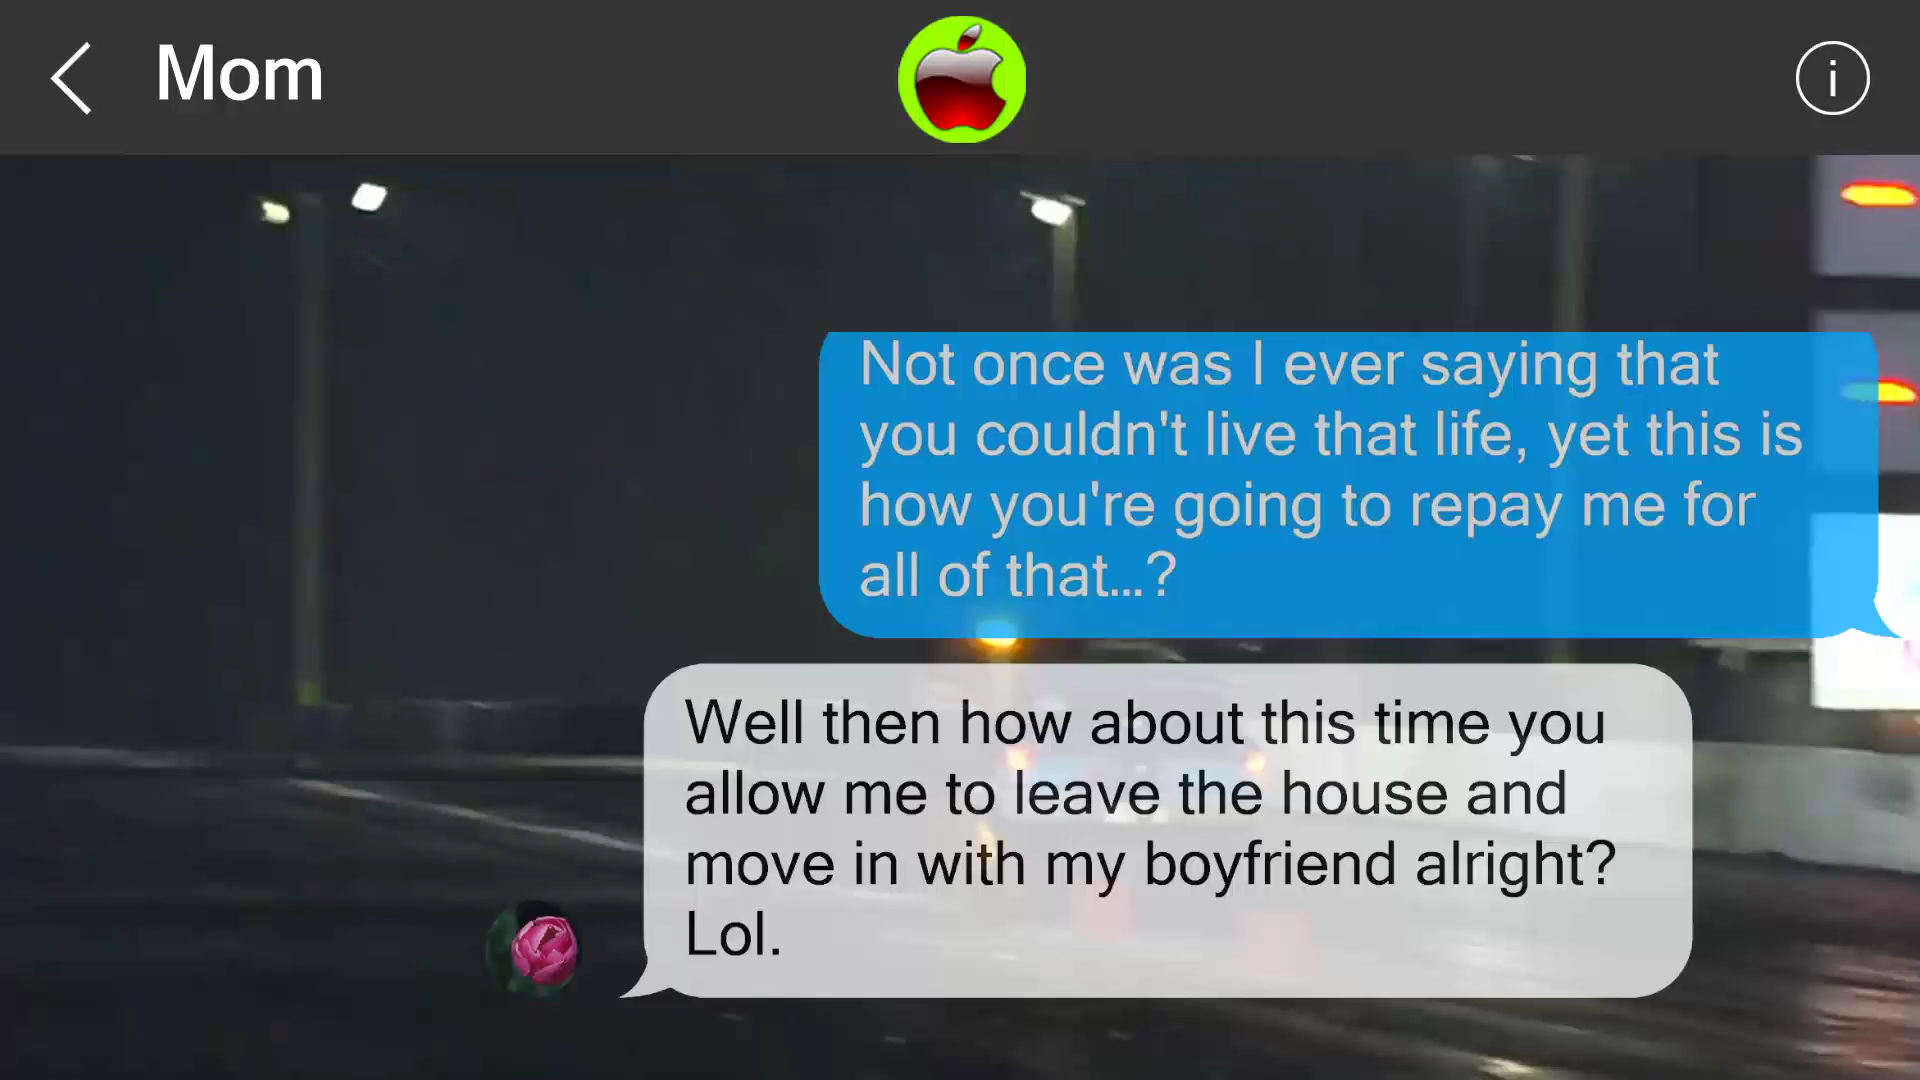 Mom
Not once was I ever saying that
you couldn't live that life, yet this is
how you're going to repay me for
all of that...?
Well then how about this time you
allow me to leave the house and
move in with my boyfriend alright?
Lol.